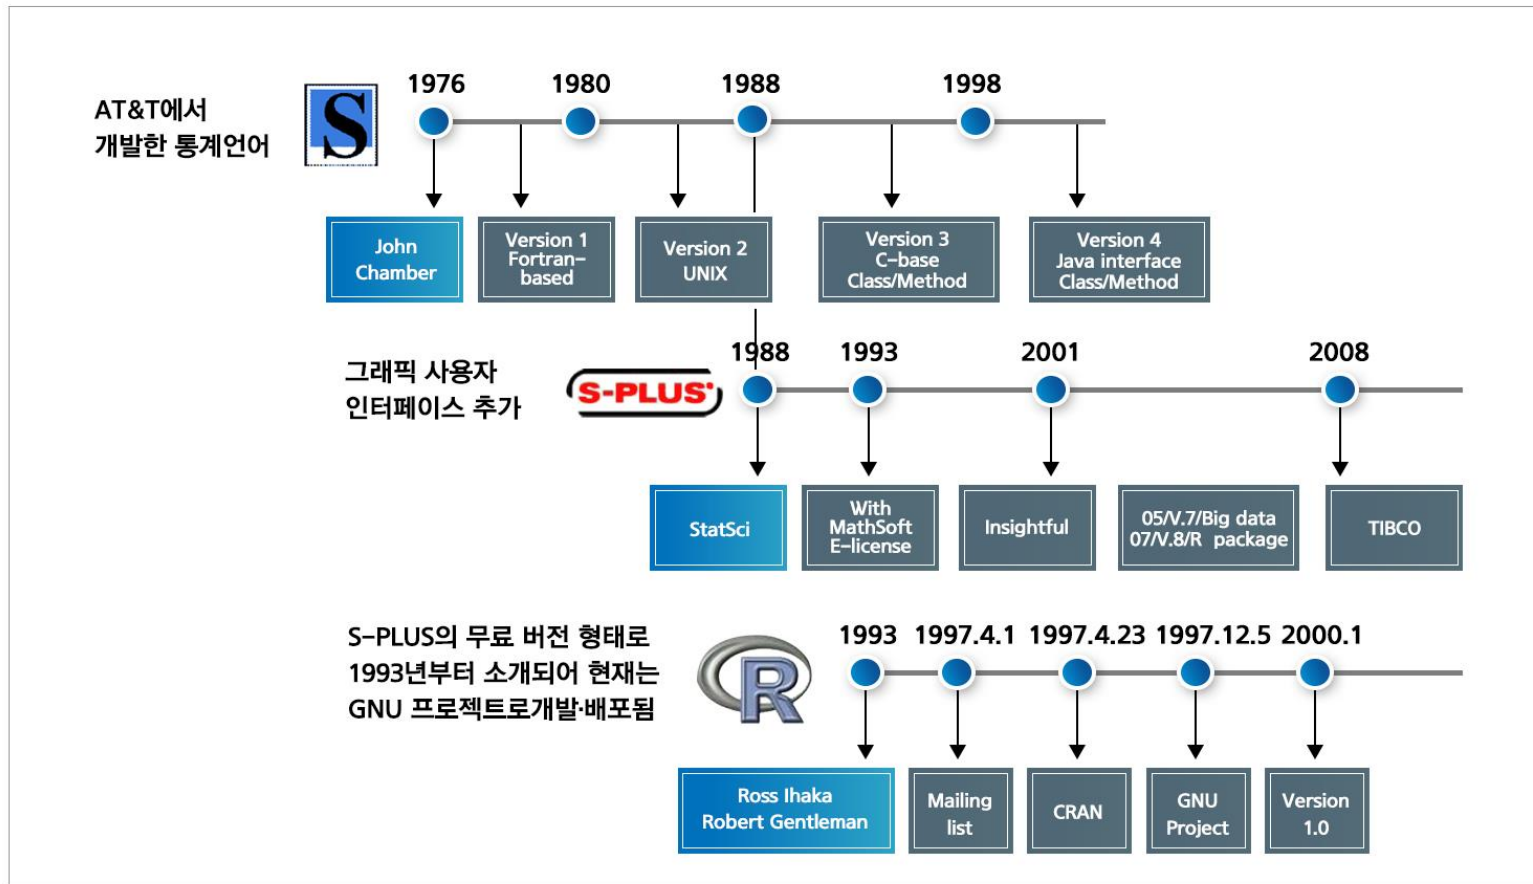 1976
1980
1988
1998
AT&T에서
개발한 통계언어
S
John
Chamber
Version 1
Fortran-
based
Version 2
UNIX
Version 3
C-base
Class/Method
Version 4
Java interface
Class/Method
1988
1993
2001
2008
그래픽 사용자
인터페이스 추가
S-PLUS
StatSci
With
MathSoft
E-license
Insightful
05/V.7/Big data
07/V.8/R package
TIBCO
S-PLUS의 무료 버전 형태로
1993년부터 소개되어 현재는
GNU 프로젝트로개발·배포됨
R
1993
1997.4.1
1997.4.23
1997.12.5
2000.1
Ross Ihaka
Robert Gentleman
Mailing
list
CRAN
GNU
Project
Version
1.0